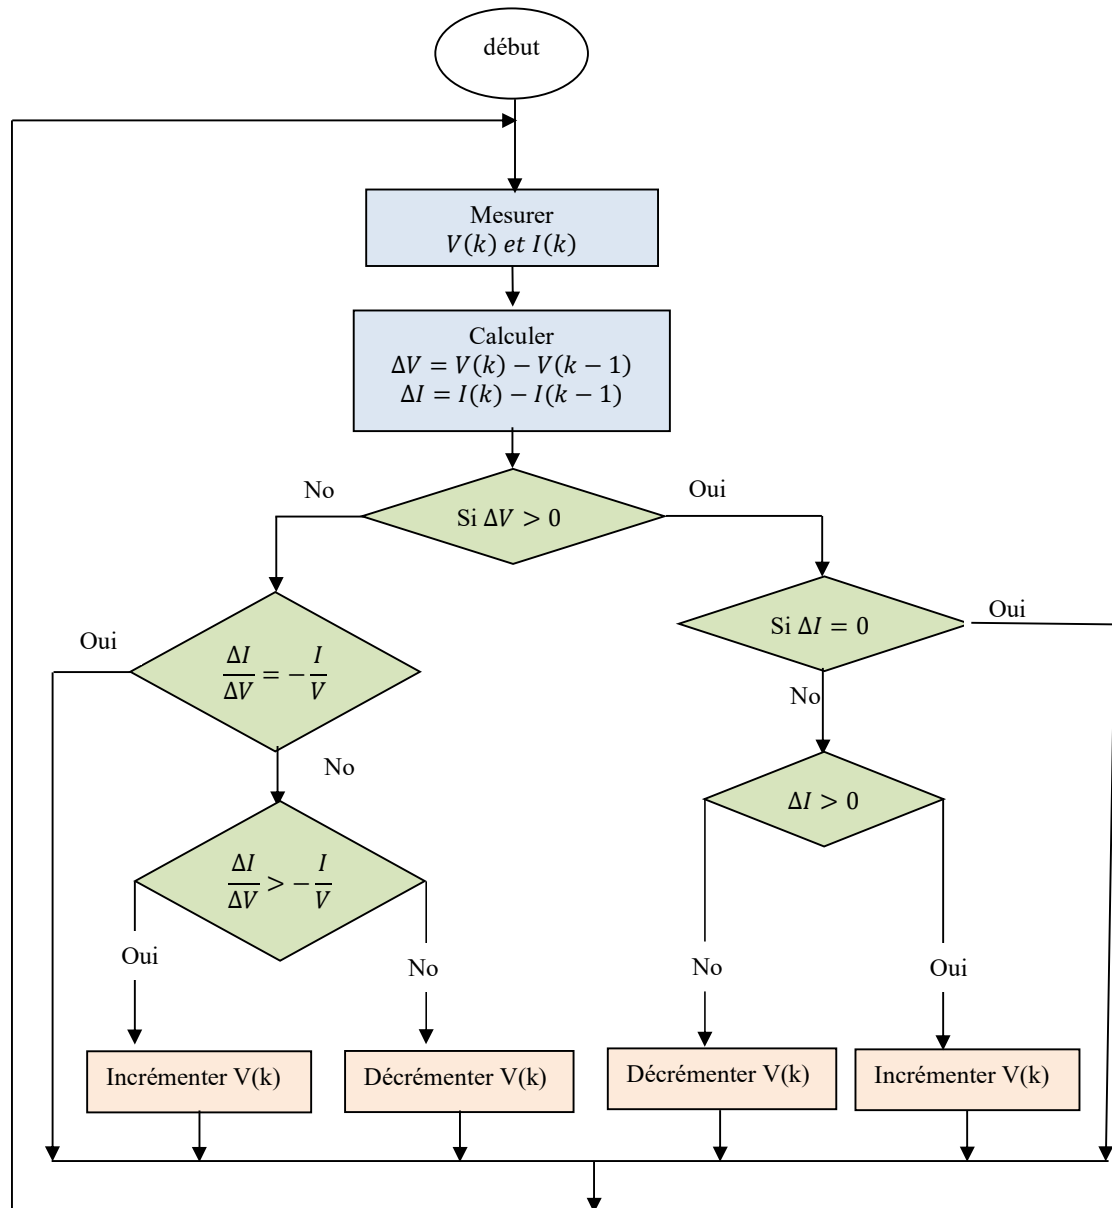 début
Mesurer
V(k) et I(k)
Calculer
ΔV = V(k) − V(k − 1)
ΔI = I(k) − I(k − 1)
No
Oui
Si ΔV > 0
Oui
Si ΔI = 0
Oui
ΔI/ΔV = −I/V
No
No
ΔI > 0
ΔI/ΔV > −I/V
Oui
No
No
Oui
Incrémenter V(k)
Décrémenter V(k)
Décrémenter V(k)
Incrémenter V(k)